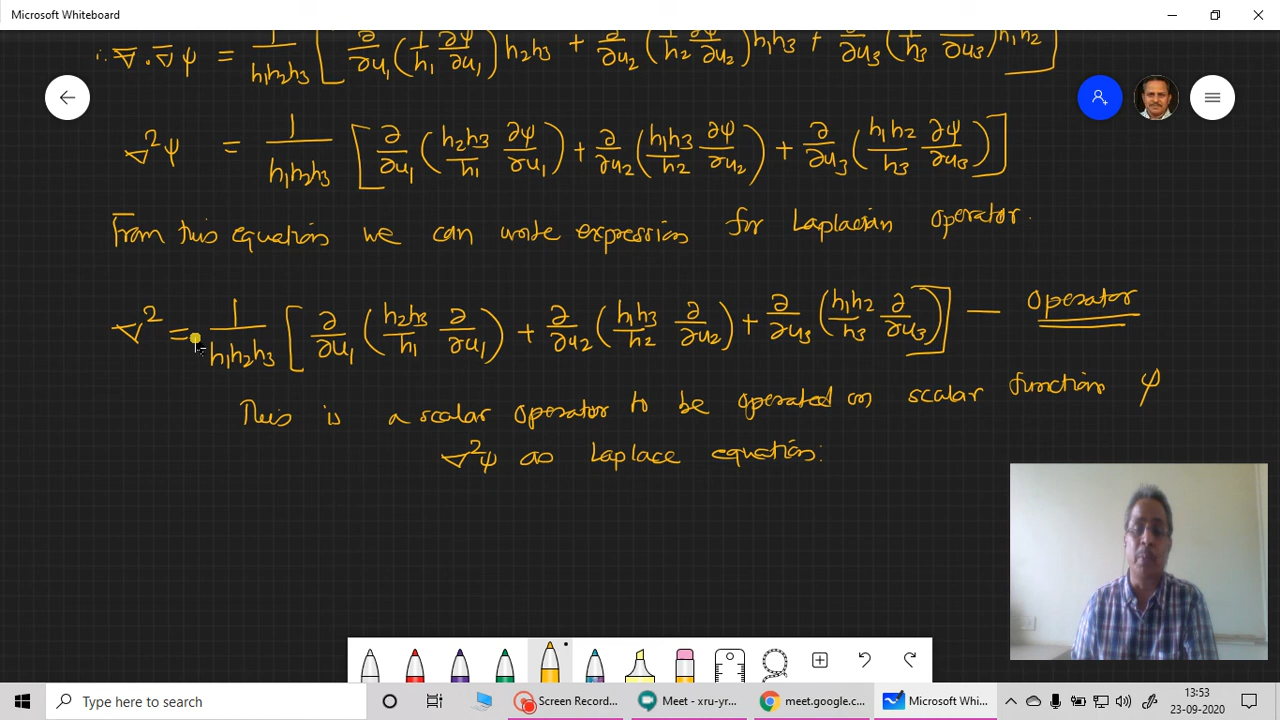 Microsoft Whiteboard
∴ ∇̄.∇̄ψ = 1/h1h2h3 [∂/∂u1 (1/h1 ∂ψ/∂u1) h2h3 + ∂/∂u2 (1/h2 ∂ψ/∂u2) h1h3 + ∂/∂u3 (1/h3 ∂ψ/∂u3) h1h2]
∇²ψ = 1/h1h2h3 [∂/∂u1 (h2h3/h1 ∂ψ/∂u1) + ∂/∂u2 (h1h3/h2 ∂ψ/∂u2) + ∂/∂u3 (h1h2/h3 ∂ψ/∂u3)]
From this equation we can write expression for Laplacian operator.
∇² = 1/h1h2h3 [∂/∂u1 (h2h3/h1 ∂/∂u1) + ∂/∂u2 (h1h3/h2 ∂/∂u2) + ∂/∂u3 (h1h2/h3 ∂/∂u3)] — Operator
This is a scalar operator to be operated on scalar function ψ
∇²ψ as Laplace equation.
Type here to search
Screen Record...
Meet - xru-yr...
meet.google.c...
Microsoft Whi...
13:53
23-09-2020